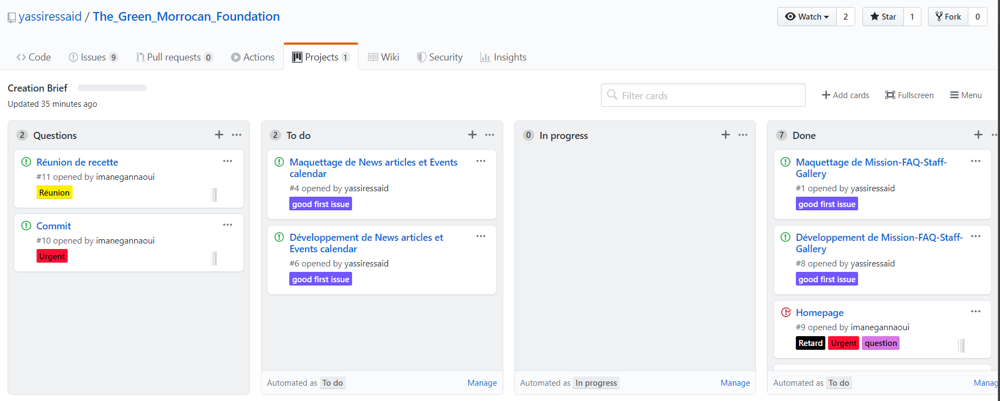 yassiressaid / The_Green_Morrocan_Foundation
Watch 2 Star 1 Fork 0
Code Issues 9 Pull requests 0 Actions Projects 1 Wiki Security Insights
Creation Brief
Updated 35 minutes ago
Filter cards
Add cards Fullscreen Menu
2 Questions
Réunion de recette
#11 opened by imanegannaoui
Réunion
Commit
#10 opened by imanegannaoui
Urgent
2 To do
Maquettage de News articles et Events
calendar
#4 opened by yassiressaid
good first issue
Développement de News articles et
Events calendar
#6 opened by yassiressaid
good first issue
Automated as To do Manage
0 In progress
Automated as In progress Manage
7 Done
Maquettage de Mission-FAQ-Staff-
Gallery
#1 opened by yassiressaid
good first issue
Développement de Mission-FAQ-Staff-
Gallery
#8 opened by yassiressaid
good first issue
Homepage
#9 opened by imanegannaoui
Retard Urgent question
Automated as To do Manag